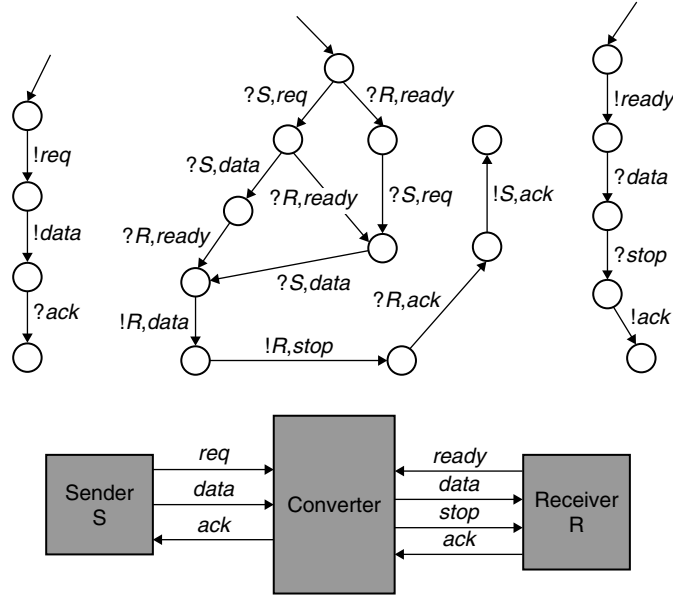 !req
!data
?ack
?S,req
?R,ready
?S,data
?R,ready
?S,req
!S,ack
?R,ready
?S,data
?R,ack
!R,data
!R,stop
!ready
?data
?stop
!ack
Sender
S
req
data
ack
Converter
ready
data
stop
ack
Receiver
R